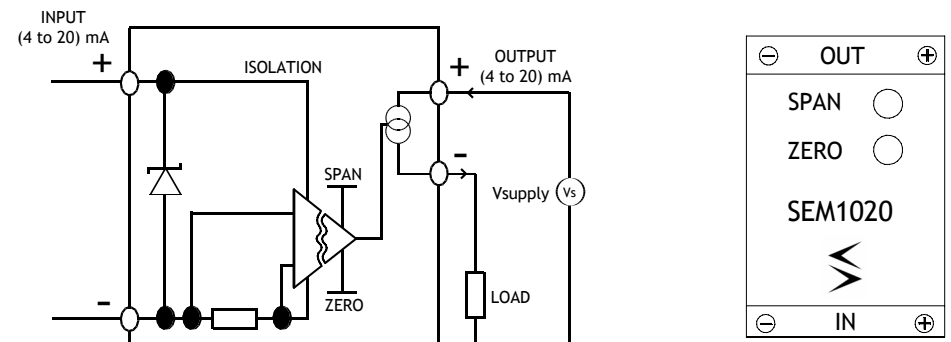 INPUT
(4 to 20) mA
+
ISOLATION
+
OUTPUT
(4 to 20) mA
-
SPAN
Vsupply
Vs
ZERO
LOAD
-
OUT
SPAN
ZERO
SEM1020
IN